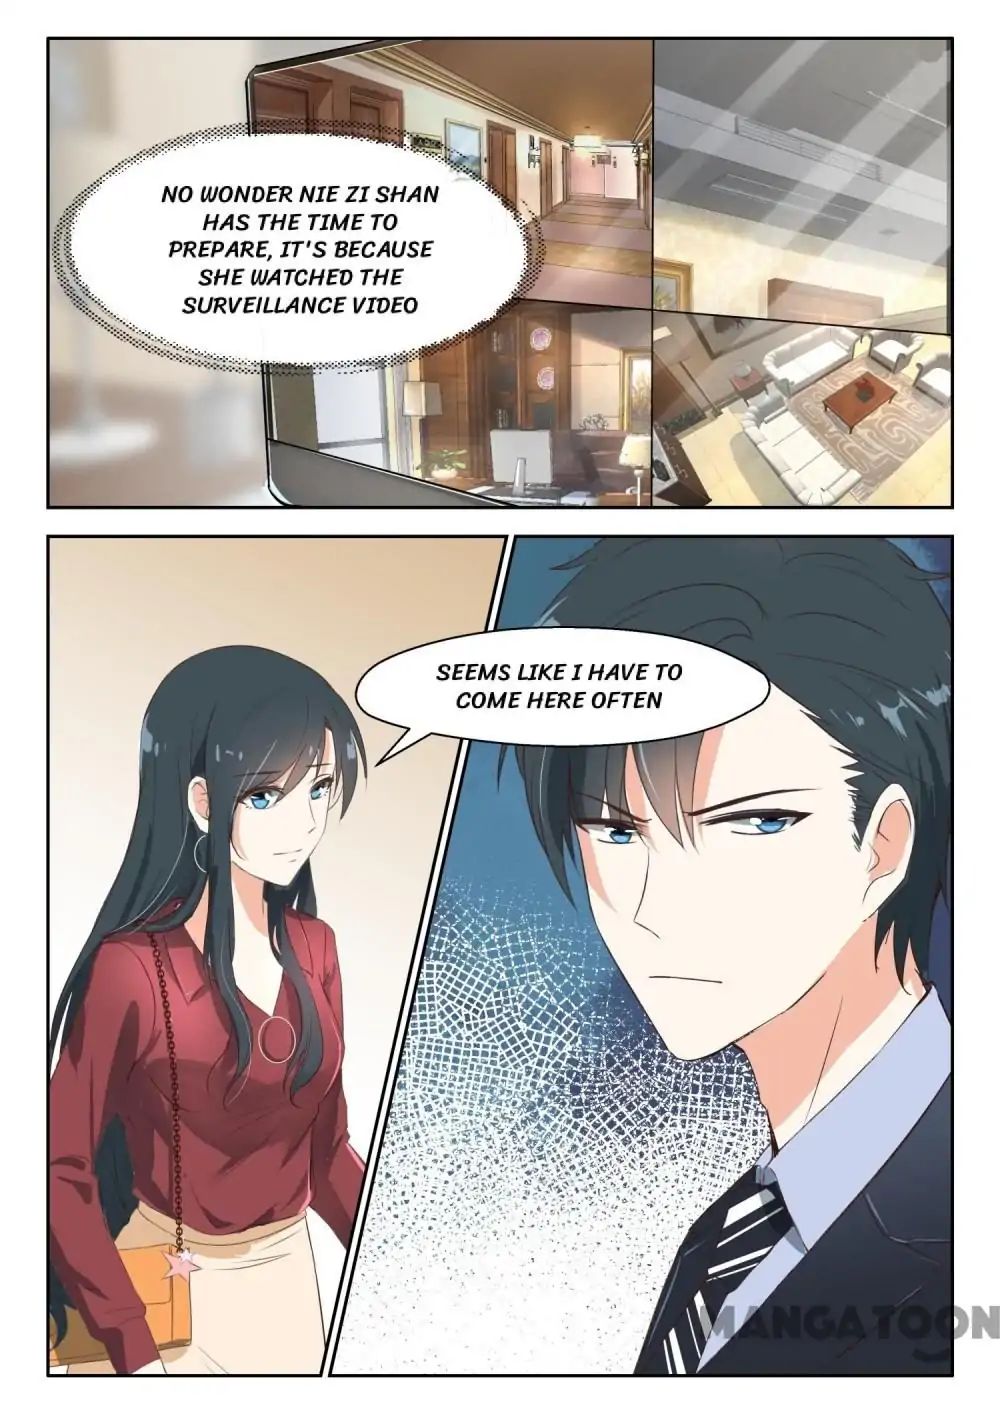 NO WONDER NIE ZI SHAN
HAS THE TIME TO
PREPARE, IT'S BECAUSE
SHE WATCHED THE
SURVEILLANCE VIDEO
SEEMS LIKE I HAVE TO
COME HERE OFTEN
MANGATOON